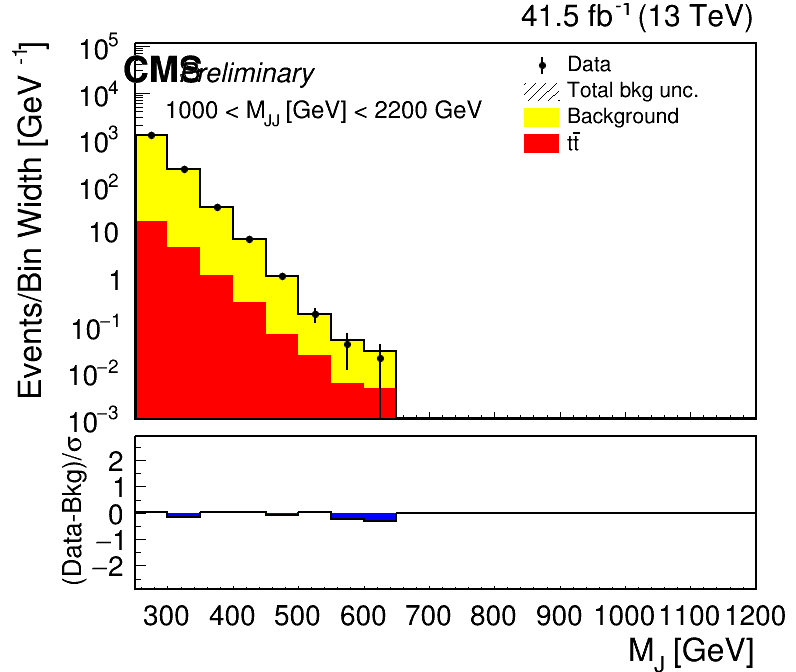 41.5 fb⁻¹ (13 TeV)
CMS Preliminary
1000 < M_JJ [GeV] < 2200 GeV
Data
Total bkg unc.
Background
tt̄
Events/Bin Width [GeV⁻¹]
10⁵
10⁴
10³
10²
10
1
10⁻¹
10⁻²
10⁻³
(Data-Bkg)/σ
2
1
0
−1
−2
300 400 500 600 700 800 900 1000 1100 1200
M_J [GeV]